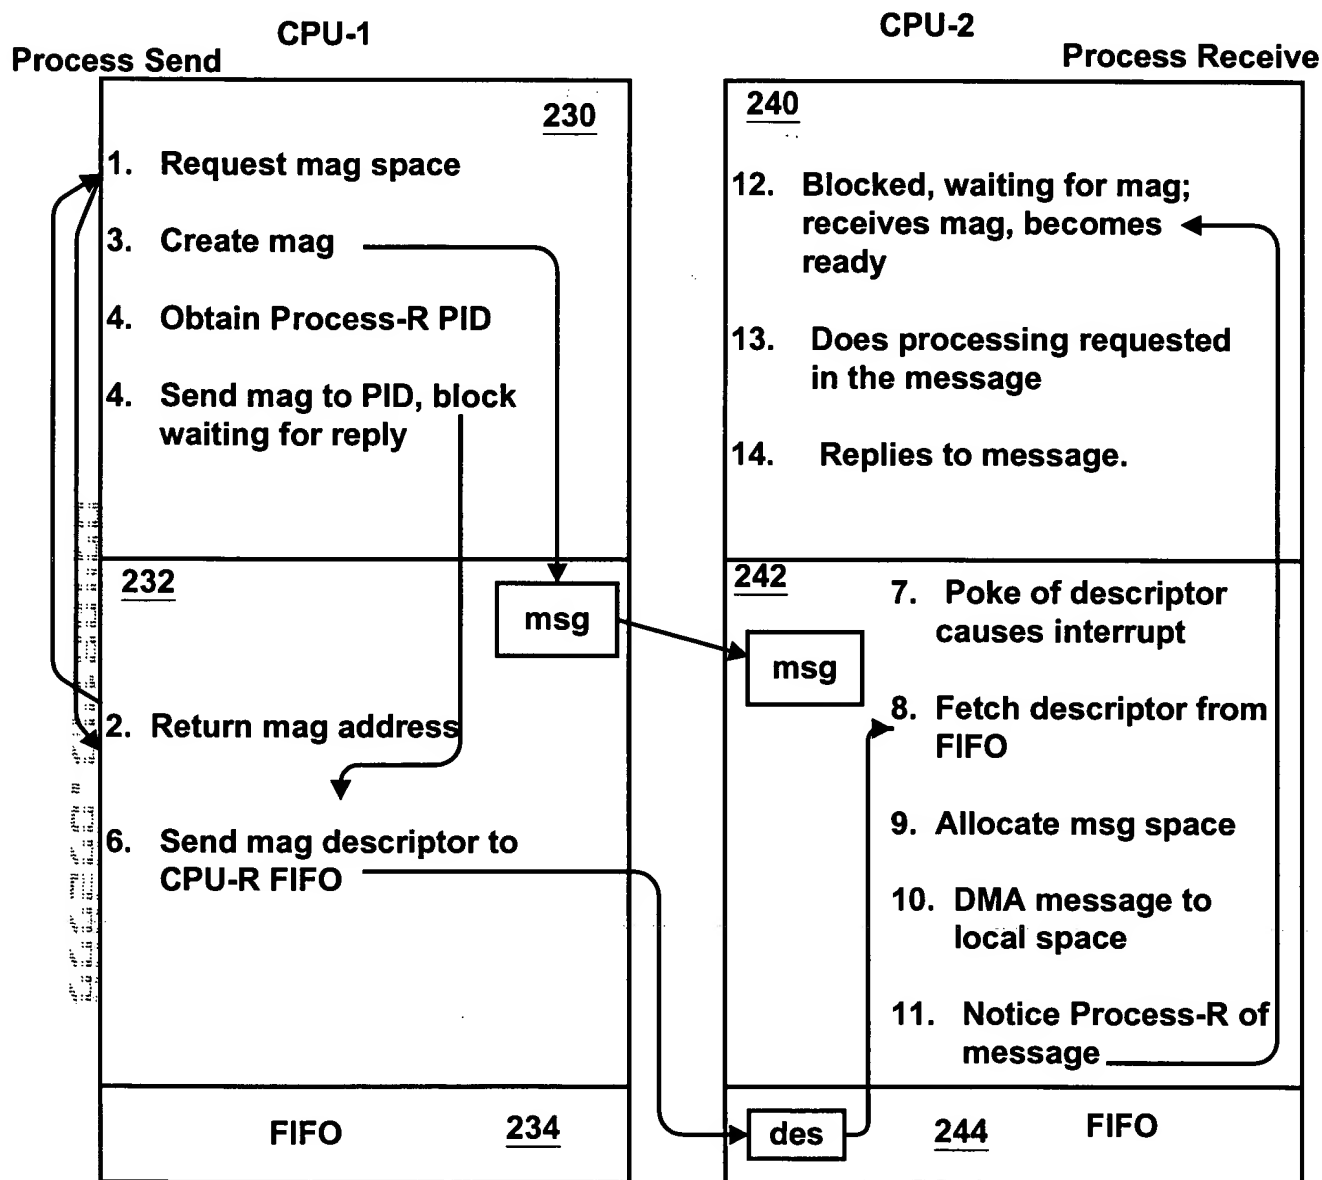 CPU-1
CPU-2
Process Send
Process Receive
230
1. Request mag space
3. Create mag
4. Obtain Process-R PID
4. Send mag to PID, block
waiting for reply
240
12. Blocked, waiting for mag;
receives mag, becomes
ready
13. Does processing requested
in the message
14. Replies to message.
232
msg
2. Return mag address
6. Send mag descriptor to
CPU-R FIFO
242
msg
7. Poke of descriptor
causes interrupt
8. Fetch descriptor from
FIFO
9. Allocate msg space
10. DMA message to
local space
11. Notice Process-R of
message
FIFO
234
des
244
FIFO